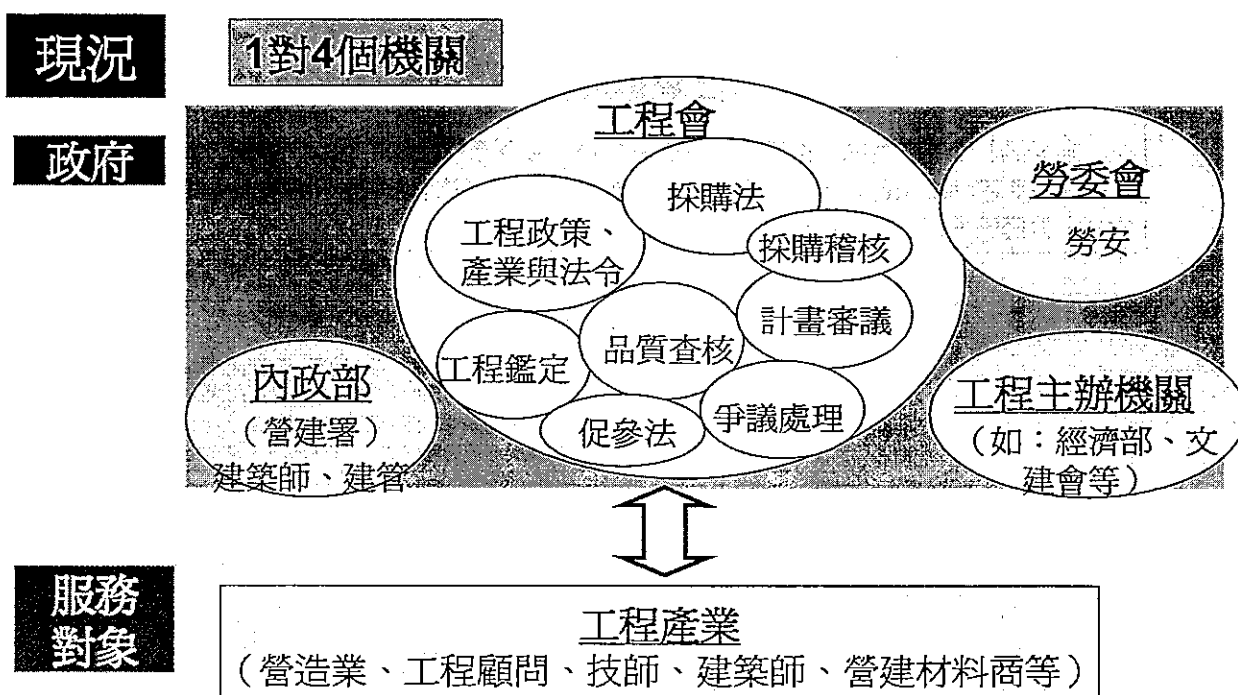 現況
1對4個機關
政府
工程會
採購法
工程政策、
產業與法令
採購稽核
計畫審議
品質查核
工程鑑定
爭議處理
促參法
勞委會
勞安
內政部
（營建署）
建築師、建管
工程主辦機關
（如：經濟部、文
建會等）
服務
對象
工程產業
（營造業、工程顧問、技師、建築師、營建材料商等）